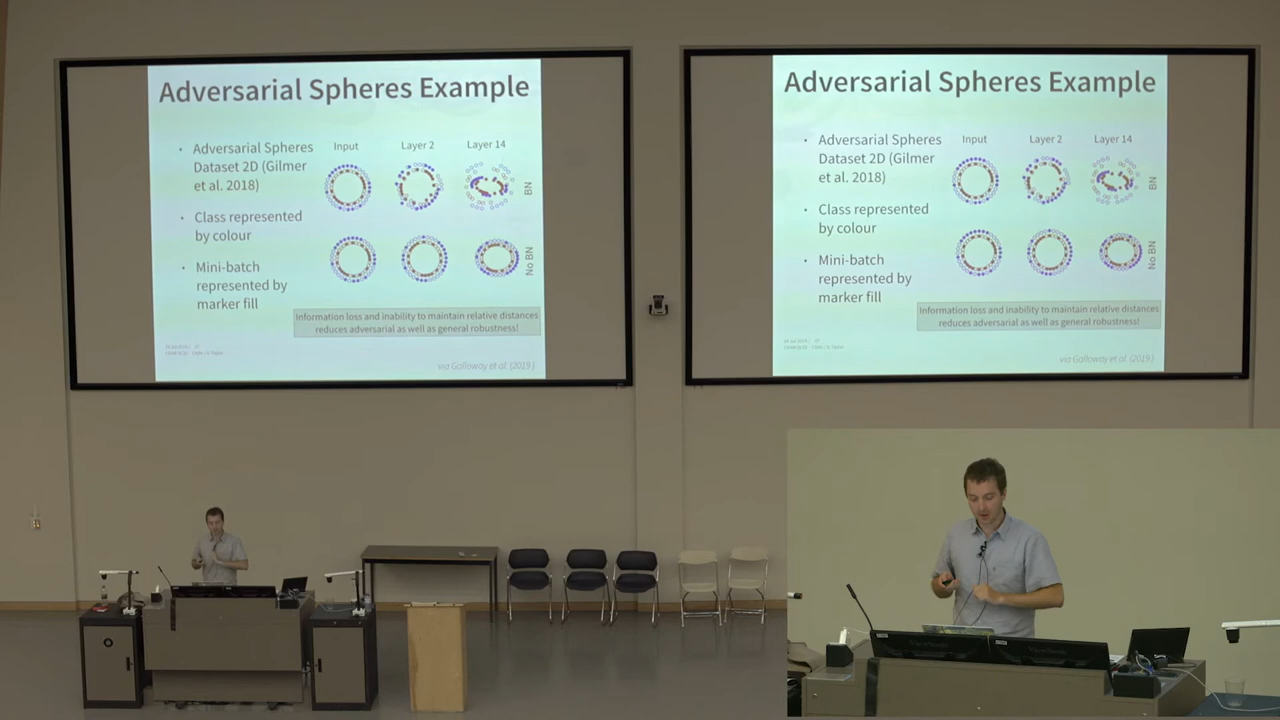 Adversarial Spheres Example
• Adversarial Spheres
Dataset 2D (Gilmer
et al. 2018)
• Class represented
by colour
• Mini-batch
represented by
marker fill
Input Layer 2 Layer 14
BN
No BN
Information loss and inability to maintain relative distances
reduces adversarial as well as general robustness!
via Galloway et al. (2019)
Adversarial Spheres Example
• Adversarial Spheres
Dataset 2D (Gilmer
et al. 2018)
• Class represented
by colour
• Mini-batch
represented by
marker fill
Input Layer 2 Layer 14
BN
No BN
Information loss and inability to maintain relative distances
reduces adversarial as well as general robustness!
via Galloway et al. (2019)